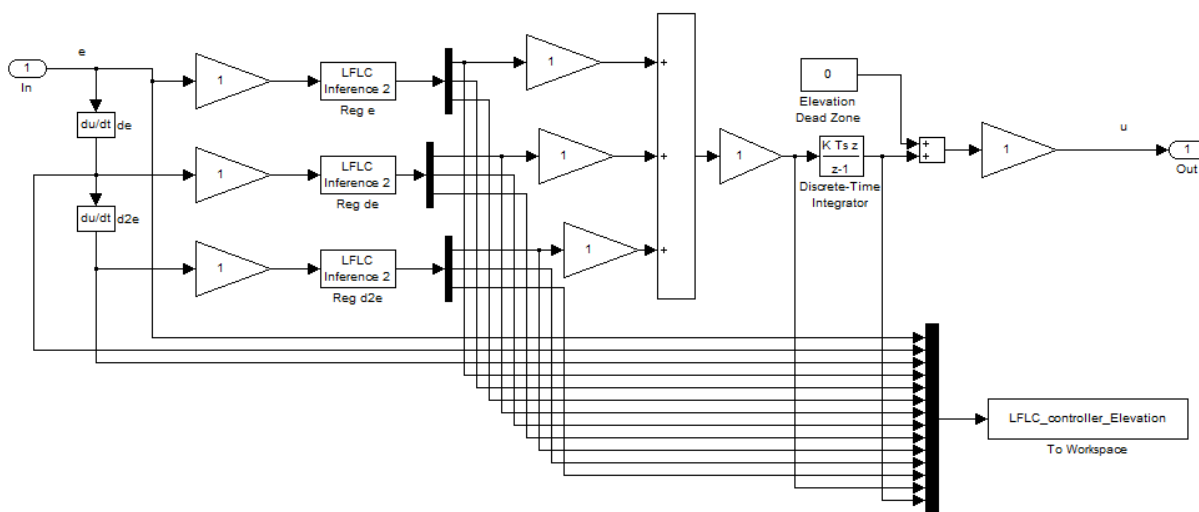 e
1
In
du/dt
de
du/dt
d2e
1
LFLC
Inference 2
Reg e
1
LFLC
Inference 2
Reg de
1
LFLC
Inference 2
Reg d2e
1
1
1
+
+
+
1
0
Elevation
Dead Zone
K Ts z
z-1
Discrete-Time
Integrator
+
+
1
u
1
Out
LFLC_controller_Elevation
To Workspace